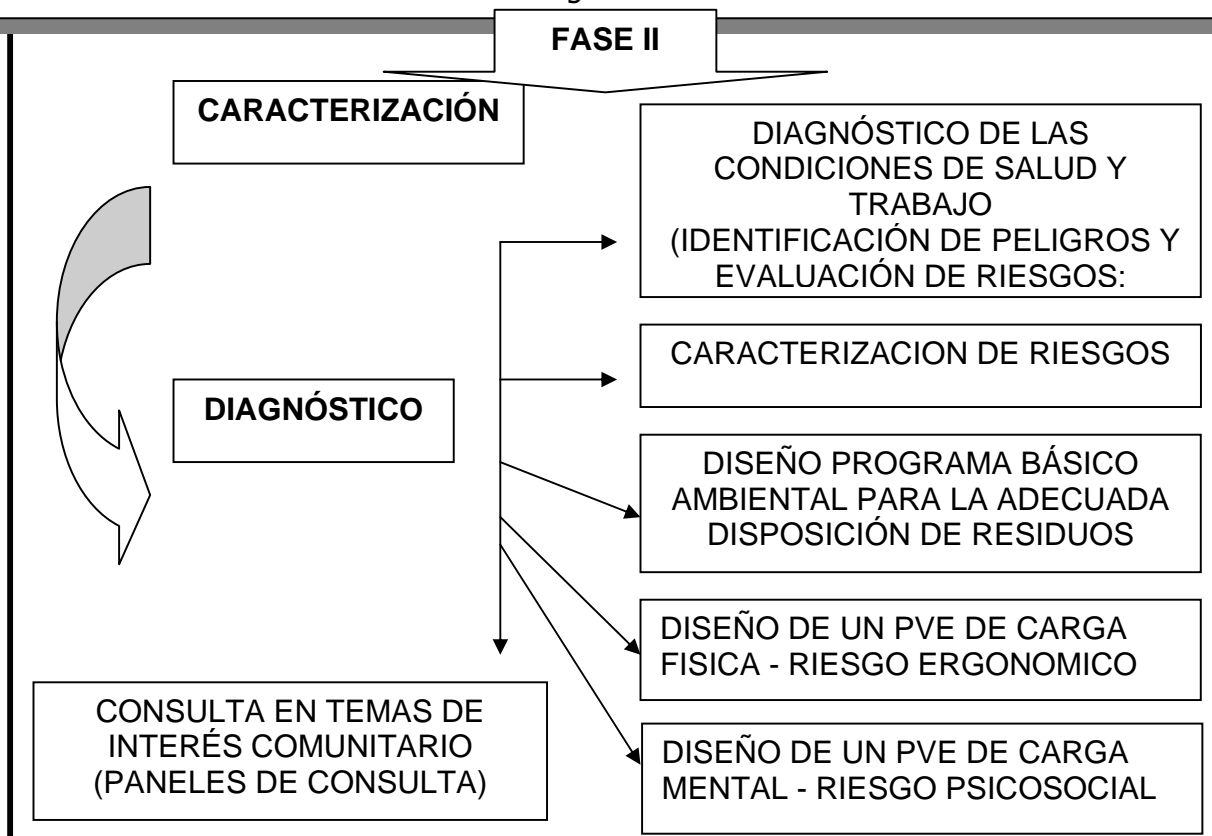 FASE II
CARACTERIZACIÓN
DIAGNÓSTICO DE LAS
CONDICIONES DE SALUD Y
TRABAJO
(IDENTIFICACIÓN DE PELIGROS Y
EVALUACIÓN DE RIESGOS:
CARACTERIZACION DE RIESGOS
DIAGNÓSTICO
DISEÑO PROGRAMA BÁSICO
AMBIENTAL PARA LA ADECUADA
DISPOSICIÓN DE RESIDUOS
DISEÑO DE UN PVE DE CARGA
FISICA - RIESGO ERGONOMICO
CONSULTA EN TEMAS DE
INTERÉS COMUNITARIO
(PANELES DE CONSULTA)
DISEÑO DE UN PVE DE CARGA
MENTAL - RIESGO PSICOSOCIAL